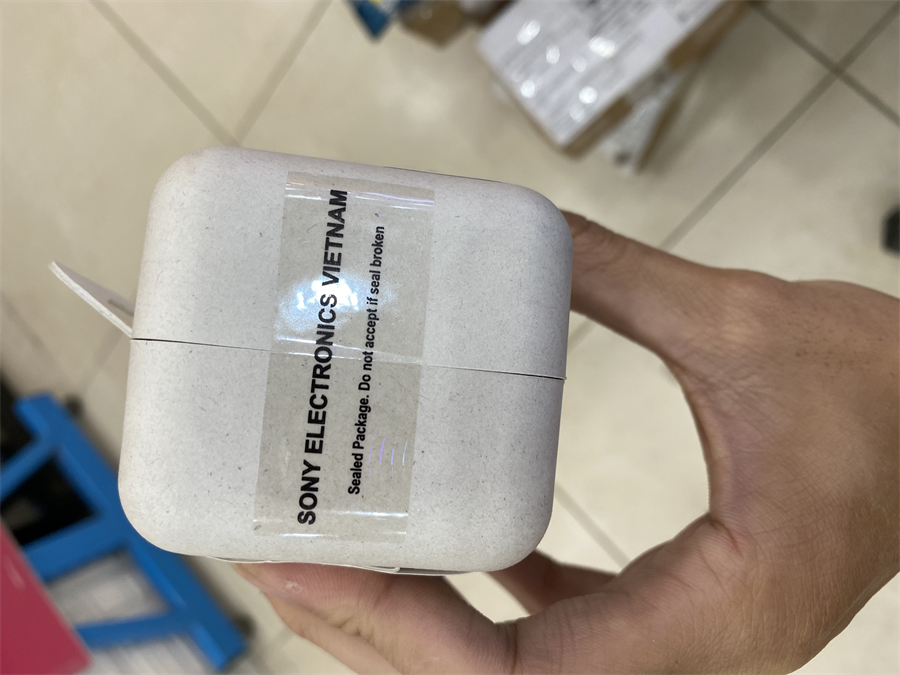 SONY ELECTRONICS VIETNAM
Sealed Package. Do not accept if seal broken